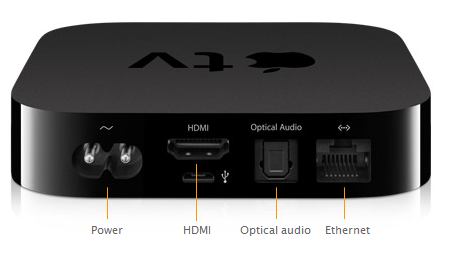 tv
HDMI
Optical Audio
Power
HDMI
Optical audio
Ethernet